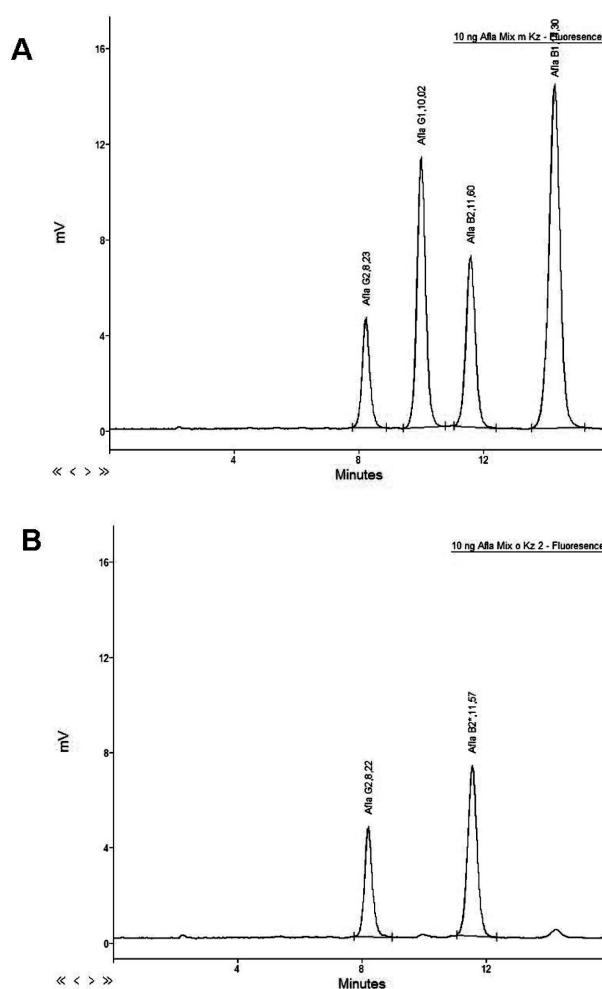 A
10 ng Afla Mix m Kz - Fluoresence
16
12
8
4
0
mV
Afla G2,8,23
Afla G1,10,02
Afla B2,11,60
4
8
12
Minutes
« < > »
B
10 ng Afla Mix o Kz 2 - Fluoresence
16
12
8
4
0
mV
Afla G2,8,22
Afla B2*,11,57
4
8
12
Minutes
« < > »